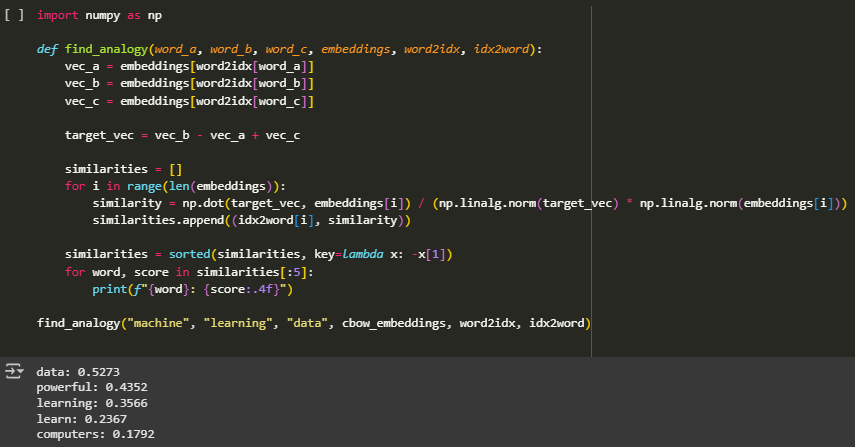 [ ] import numpy as np
def find_analogy(word_a, word_b, word_c, embeddings, word2idx, idx2word):
    vec_a = embeddings[word2idx[word_a]]
    vec_b = embeddings[word2idx[word_b]]
    vec_c = embeddings[word2idx[word_c]]
    target_vec = vec_b - vec_a + vec_c
    similarities = []
    for i in range(len(embeddings)):
        similarity = np.dot(target_vec, embeddings[i]) / (np.linalg.norm(target_vec) * np.linalg.norm(embeddings[i]))
        similarities.append((idx2word[i], similarity))
    similarities = sorted(similarities, key=lambda x: -x[1])
    for word, score in similarities[:5]:
        print(f"{word}: {score:.4f}")
find_analogy("machine", "learning", "data", cbow_embeddings, word2idx, idx2word)
data: 0.5273
powerful: 0.4352
learning: 0.3566
learn: 0.2367
computers: 0.1792